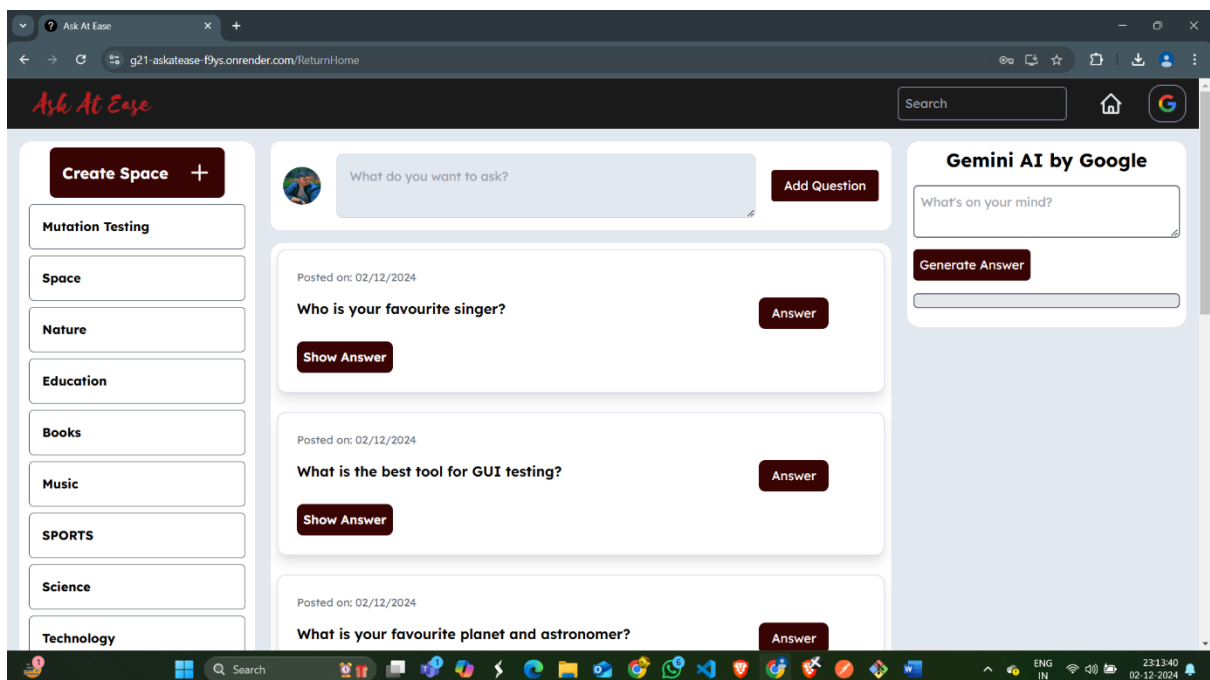 Ask At Ease
g21-askatease-f9ys.onrender.com/ReturnHome
Ask At Ease
Search
Create Space +
Mutation Testing
Space
Nature
Education
Books
Music
SPORTS
Science
Technology
What do you want to ask?
Add Question
Posted on: 02/12/2024
Who is your favourite singer?
Answer
Show Answer
Posted on: 02/12/2024
What is the best tool for GUI testing?
Answer
Show Answer
Posted on: 02/12/2024
What is your favourite planet and astronomer?
Answer
Gemini AI by Google
What's on your mind?
Generate Answer
Search
ENG
IN
23:13:40
02-12-2024